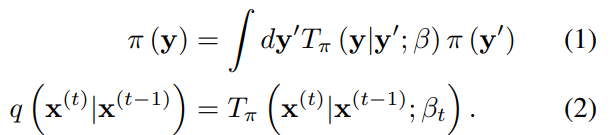 π (y) = ∫ dy′T_π (y|y′; β) π (y′) (1)
q (x^(t)|x^(t−1)) = T_π (x^(t)|x^(t−1); β_t) . (2)